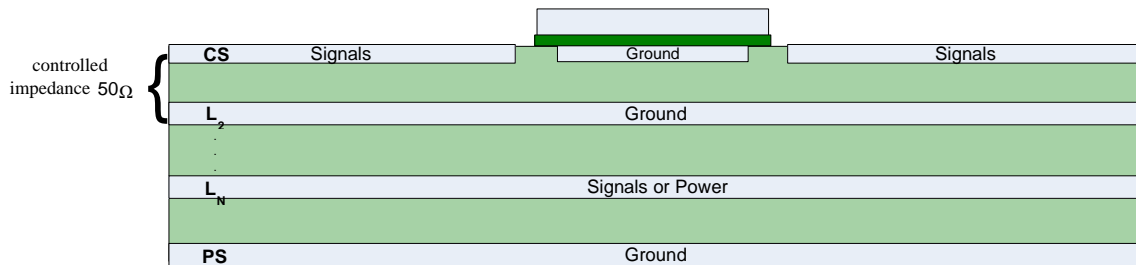 CS Signals Ground Signals
controlled
impedance 50Ω
L2 Ground
.
.
.
LN Signals or Power
PS Ground